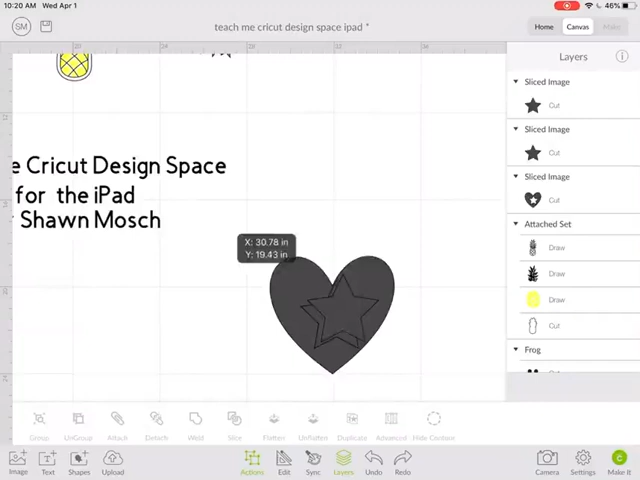 10:20 AM Wed Apr 1
46%
SM
teach me cricut design space ipad *
Home
Canvas
Make
Layers
Sliced Image
Cut
Sliced Image
Cut
Sliced Image
Cut
Attached Set
Draw
Draw
Draw
Cut
Frog
e Cricut Design Space
for the iPad
Shawn Mosch
X: 30.78 in
Y: 19.43 in
Group
UnGroup
Attach
Detach
Weld
Slice
Flatten
Unflatten
Duplicate
Advanced
Hide Contour
Image
Text
Shapes
Upload
Actions
Edit
Sync
Layers
Undo
Redo
Camera
Settings
Make It